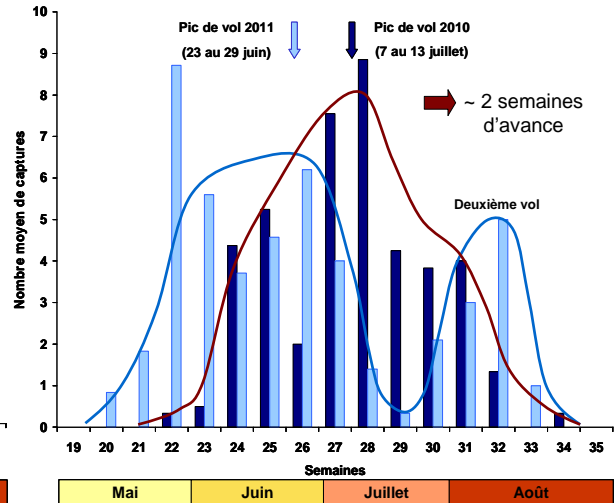 Pic de vol 2011
(23 au 29 juin)
Pic de vol 2010
(7 au 13 juillet)
~ 2 semaines
d'avance
Deuxième vol
Nombre moyen de captures
10
9
8
7
6
5
4
3
2
1
0
19 20 21 22 23 24 25 26 27 28 29 30 31 32 33 34 35
Semaines
Mai Juin Juillet Août